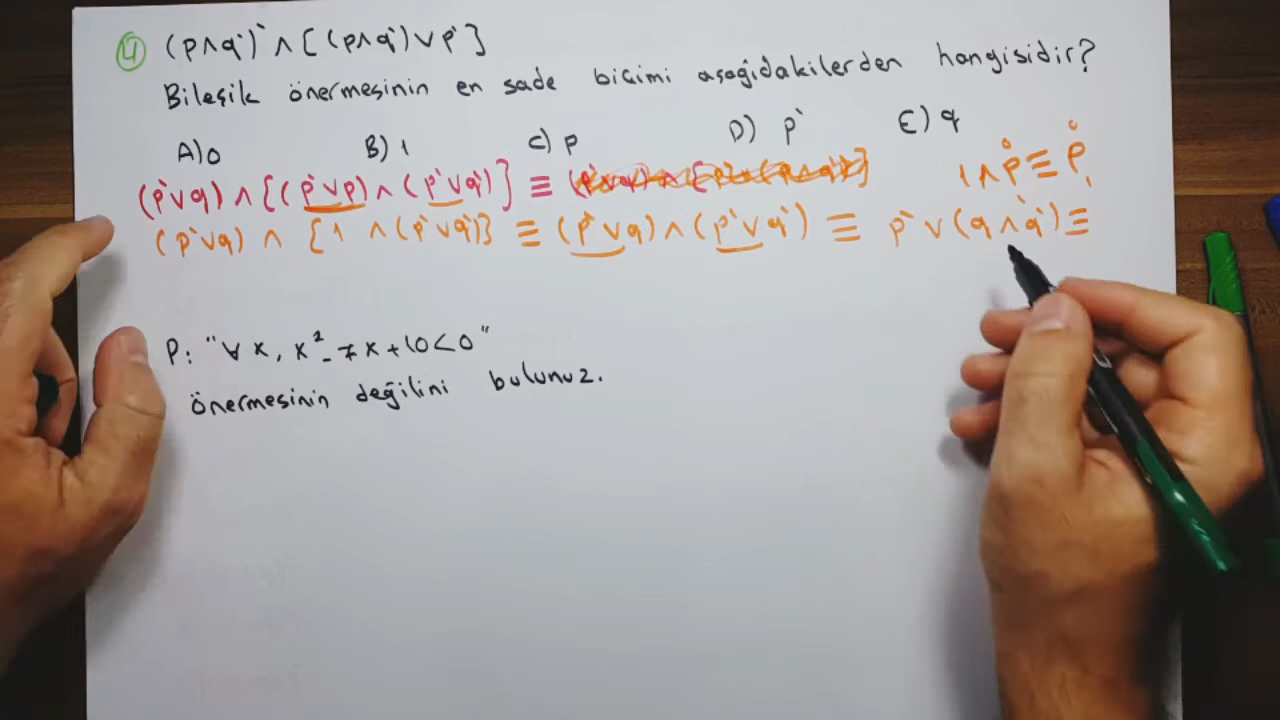 4 (p∧q')' ∧ [(p∧q') ∨ p']
Bileşik önermesinin en sade biçimi aşağıdakilerden hangisidir?
A) 0 B) 1 C) p D) p' E) q
(p'∨q) ∧ [(p'∨p) ∧ (p'∨q')] ≡
1 ∧ p ≡ p
(p'∨q) ∧ [1 ∧ (p'∨q')] ≡ (p'∨q) ∧ (p'∨q') ≡ p' ∨ (q∧q') ≡
P: "∀x, x² - 7x + 10 < 0"
önermesinin değilini bulunuz.